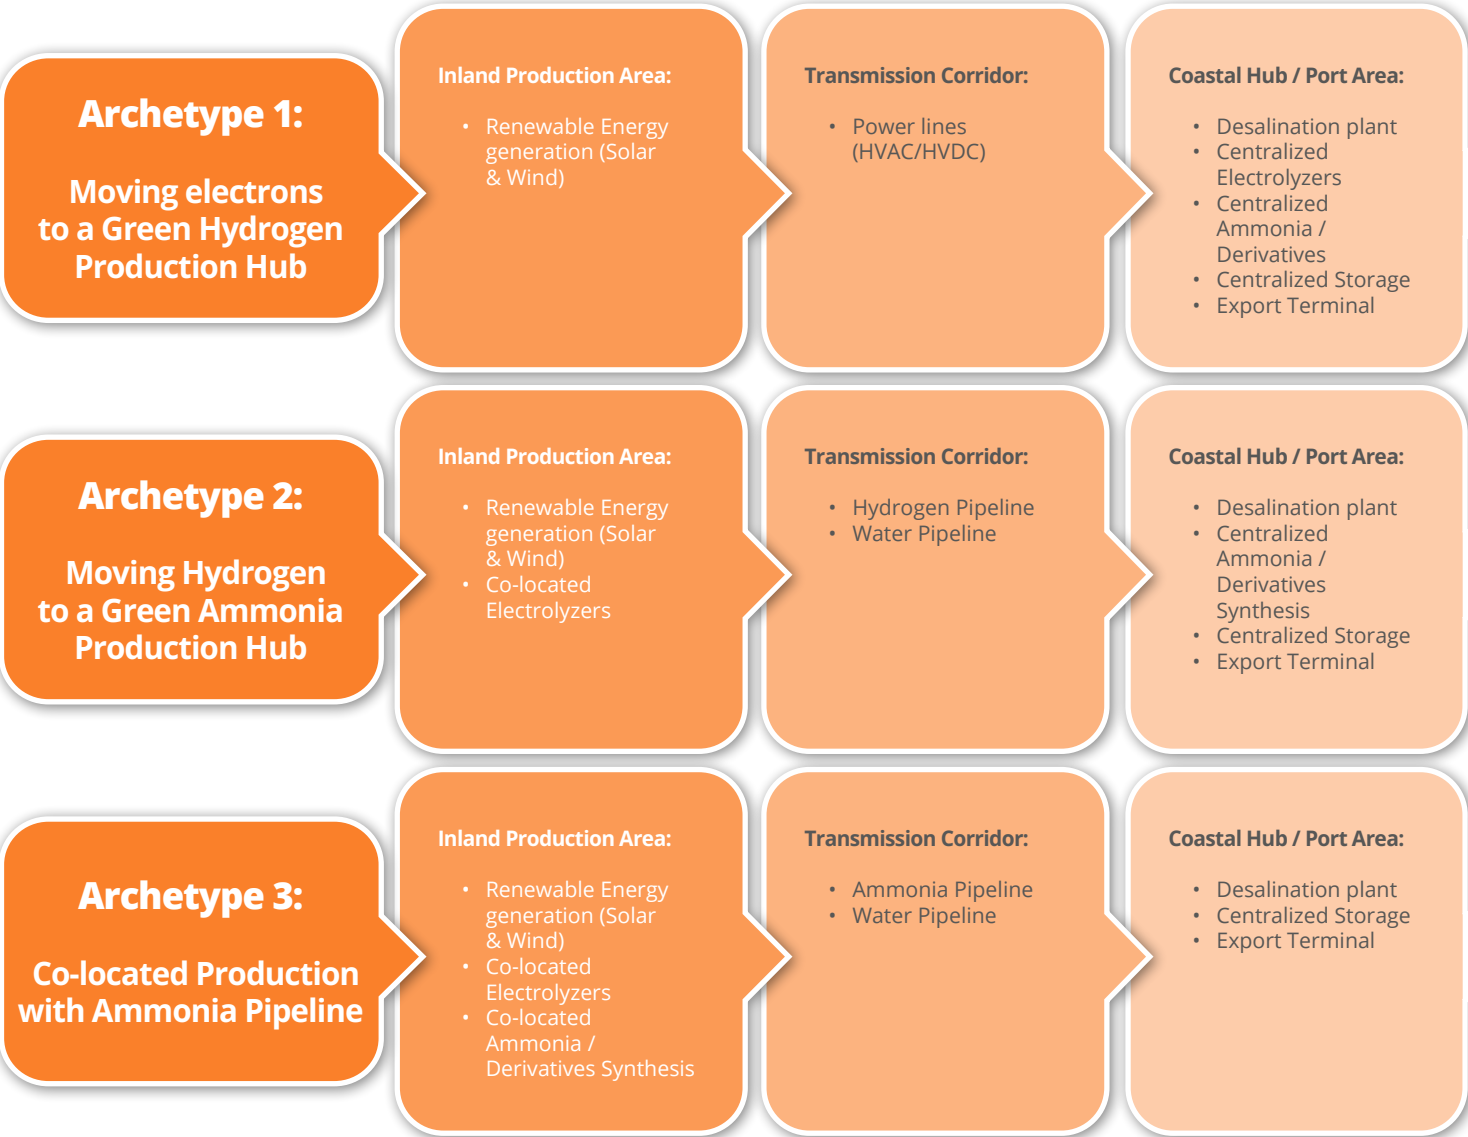 Archetype 1:
Moving electrons
to a Green Hydrogen
Production Hub
Inland Production Area:
• Renewable Energy
generation (Solar
& Wind)
Transmission Corridor:
• Power lines
(HVAC/HVDC)
Coastal Hub / Port Area:
• Desalination plant
• Centralized
Electrolyzers
• Centralized
Ammonia /
Derivatives
• Centralized Storage
• Export Terminal
Archetype 2:
Moving Hydrogen
to a Green Ammonia
Production Hub
Inland Production Area:
• Renewable Energy
generation (Solar
& Wind)
• Co-located
Electrolyzers
Transmission Corridor:
• Hydrogen Pipeline
• Water Pipeline
Coastal Hub / Port Area:
• Desalination plant
• Centralized
Ammonia /
Derivatives
Synthesis
• Centralized Storage
• Export Terminal
Archetype 3:
Co-located Production
with Ammonia Pipeline
Inland Production Area:
• Renewable Energy
generation (Solar
& Wind)
• Co-located
Electrolyzers
• Co-located
Ammonia /
Derivatives Synthesis
Transmission Corridor:
• Ammonia Pipeline
• Water Pipeline
Coastal Hub / Port Area:
• Desalination plant
• Centralized Storage
• Export Terminal